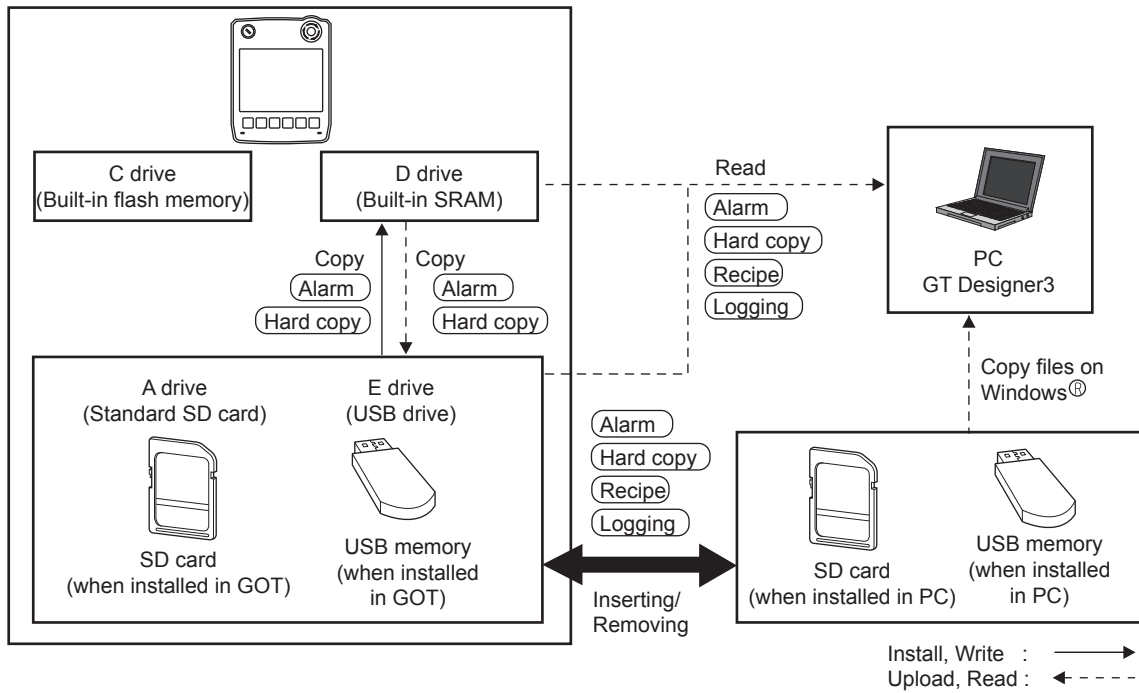 C drive
(Built-in flash memory)
D drive
(Built-in SRAM)
Copy
Alarm
Hard copy
Copy
Alarm
Hard copy
A drive
(Standard SD card)
E drive
(USB drive)
SD card
(when installed in GOT)
USB memory
(when installed
in GOT)
Read
Alarm
Hard copy
Recipe
Logging
PC
GT Designer3
Copy files on
Windows®
Alarm
Hard copy
Recipe
Logging
Inserting/
Removing
SD card
(when installed in PC)
USB memory
(when installed
in PC)
Install, Write :
Upload, Read :